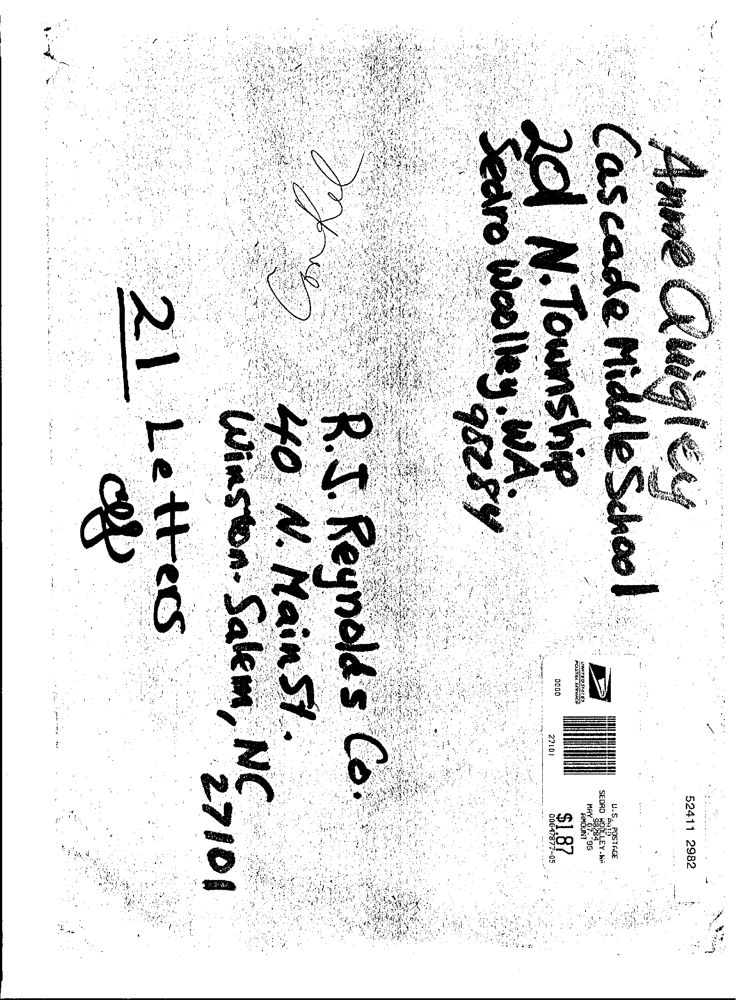 Anne Quigley
Cascade Middle School
201 N. Township
Sedro Woolley, WA.
98284
UNITED STATES
POSTAL SERVICE
0000
27101
U.S. POSTAGE
PAID
SEDRO WOOLLEY, WA
98284
MAY 07, '95
AMOUNT
$1.87
00047877-05
52411 2982
R.J. Reynolds Co.
40 N. Main St.
Winston-Salem, NC
27101
21 Letters